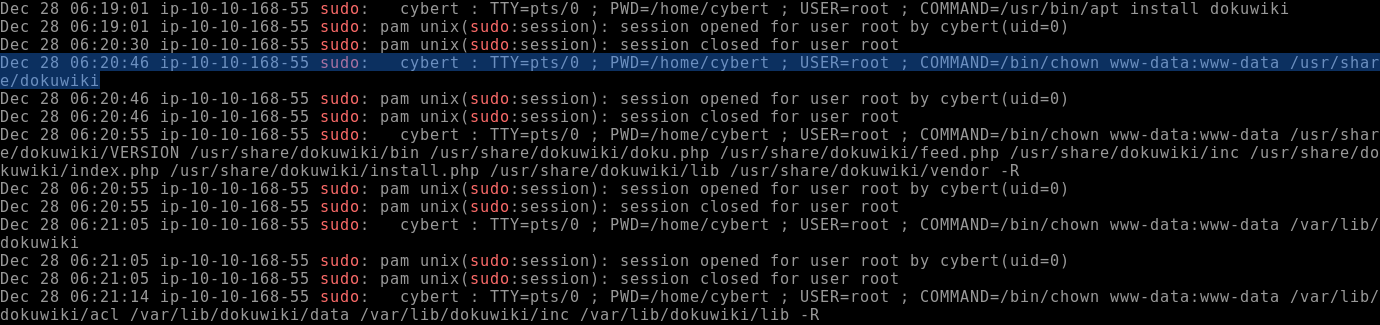 Dec 28 06:19:01 ip-10-10-168-55 sudo:   cybert : TTY=pts/0 ; PWD=/home/cybert ; USER=root ; COMMAND=/usr/bin/apt install dokuwiki
Dec 28 06:19:01 ip-10-10-168-55 sudo: pam unix(sudo:session): session opened for user root by cybert(uid=0)
Dec 28 06:20:30 ip-10-10-168-55 sudo: pam unix(sudo:session): session closed for user root
Dec 28 06:20:46 ip-10-10-168-55 sudo:   cybert : TTY=pts/0 ; PWD=/home/cybert ; USER=root ; COMMAND=/bin/chown www-data:www-data /usr/shar
e/dokuwiki
Dec 28 06:20:46 ip-10-10-168-55 sudo: pam unix(sudo:session): session opened for user root by cybert(uid=0)
Dec 28 06:20:46 ip-10-10-168-55 sudo: pam unix(sudo:session): session closed for user root
Dec 28 06:20:55 ip-10-10-168-55 sudo:   cybert : TTY=pts/0 ; PWD=/home/cybert ; USER=root ; COMMAND=/bin/chown www-data:www-data /usr/shar
e/dokuwiki/VERSION /usr/share/dokuwiki/bin /usr/share/dokuwiki/doku.php /usr/share/dokuwiki/feed.php /usr/share/dokuwiki/inc /usr/share/do
kuwiki/index.php /usr/share/dokuwiki/install.php /usr/share/dokuwiki/lib /usr/share/dokuwiki/vendor -R
Dec 28 06:20:55 ip-10-10-168-55 sudo: pam unix(sudo:session): session opened for user root by cybert(uid=0)
Dec 28 06:20:55 ip-10-10-168-55 sudo: pam unix(sudo:session): session closed for user root
Dec 28 06:21:05 ip-10-10-168-55 sudo:   cybert : TTY=pts/0 ; PWD=/home/cybert ; USER=root ; COMMAND=/bin/chown www-data:www-data /var/lib/
dokuwiki
Dec 28 06:21:05 ip-10-10-168-55 sudo: pam unix(sudo:session): session opened for user root by cybert(uid=0)
Dec 28 06:21:05 ip-10-10-168-55 sudo: pam unix(sudo:session): session closed for user root
Dec 28 06:21:14 ip-10-10-168-55 sudo:   cybert : TTY=pts/0 ; PWD=/home/cybert ; USER=root ; COMMAND=/bin/chown www-data:www-data /var/lib/
dokuwiki/acl /var/lib/dokuwiki/data /var/lib/dokuwiki/inc /var/lib/dokuwiki/lib -R